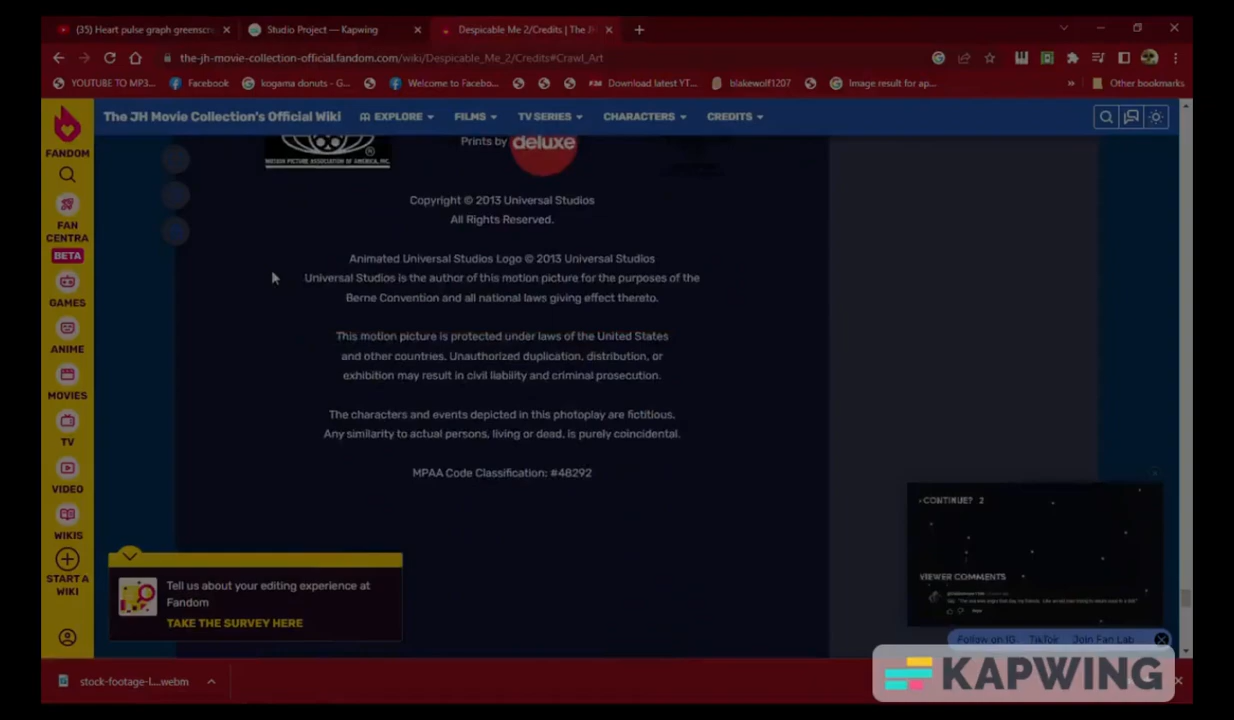 (35) Heart pulse graph greenscre
Studio Project — Kapwing
Despicable Me 2/Credits | The JH
the-jh-movie-collection-official.fandom.com/wiki/Despicable_Me_2/Credits#Crawl_Art
YOUTUBE TO MP3...
Facebook
kogama donuts - G...
Welcome to Facebo...
Download latest YT...
blakewolf1207
Image result for ap...
»
Other bookmarks
The JH Movie Collection's Official Wiki
EXPLORE
FILMS
TV SERIES
CHARACTERS
CREDITS
FANDOM
FAN
CENTRA
BETA
GAMES
ANIME
MOVIES
TV
VIDEO
WIKIS
START A
WIKI
MOTION PICTURE ASSOCIATION OF AMERICA, INC.
Prints by deluxe
Copyright © 2013 Universal Studios
All Rights Reserved.
Animated Universal Studios Logo © 2013 Universal Studios
Universal Studios is the author of this motion picture for the purposes of the
Berne Convention and all national laws giving effect thereto.
This motion picture is protected under laws of the United States
and other countries. Unauthorized duplication, distribution, or
exhibition may result in civil liability and criminal prosecution.
The characters and events depicted in this photoplay are fictitious.
Any similarity to actual persons, living or dead, is purely coincidental.
MPAA Code Classification: #48292
CONTINUE? 2
VIEWER COMMENTS
Tell us about your editing experience at
Fandom
TAKE THE SURVEY HERE
Follow on IG
TikTok
Join Fan Lab
stock-footage-l....webm
KAPWING